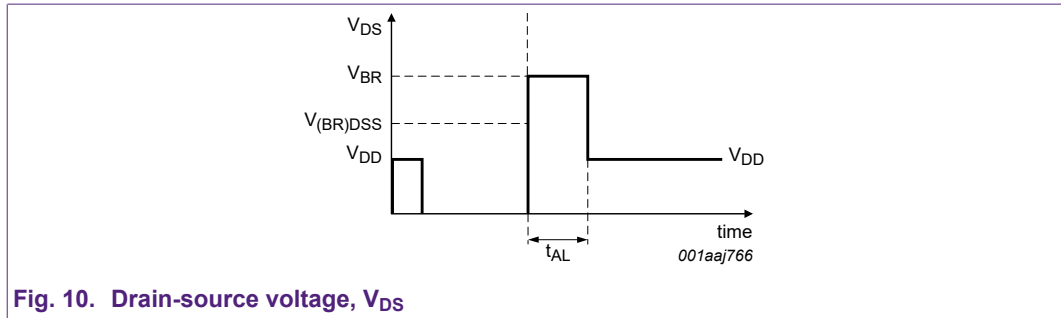 VDS
VBR
V(BR)DSS
VDD
VDD
time
tAL
001aaj766
Fig. 10. Drain-source voltage, VDS